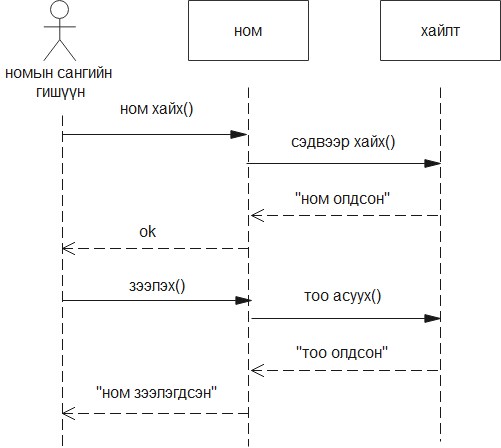 ном
хайлт
номын сангийн
гишүүн
ном хайх()
сэдвээр хайх()
"ном олдсон"
ok
зээлэх()
тоо асуух()
"тоо олдсон"
"ном зээлэгдсэн"